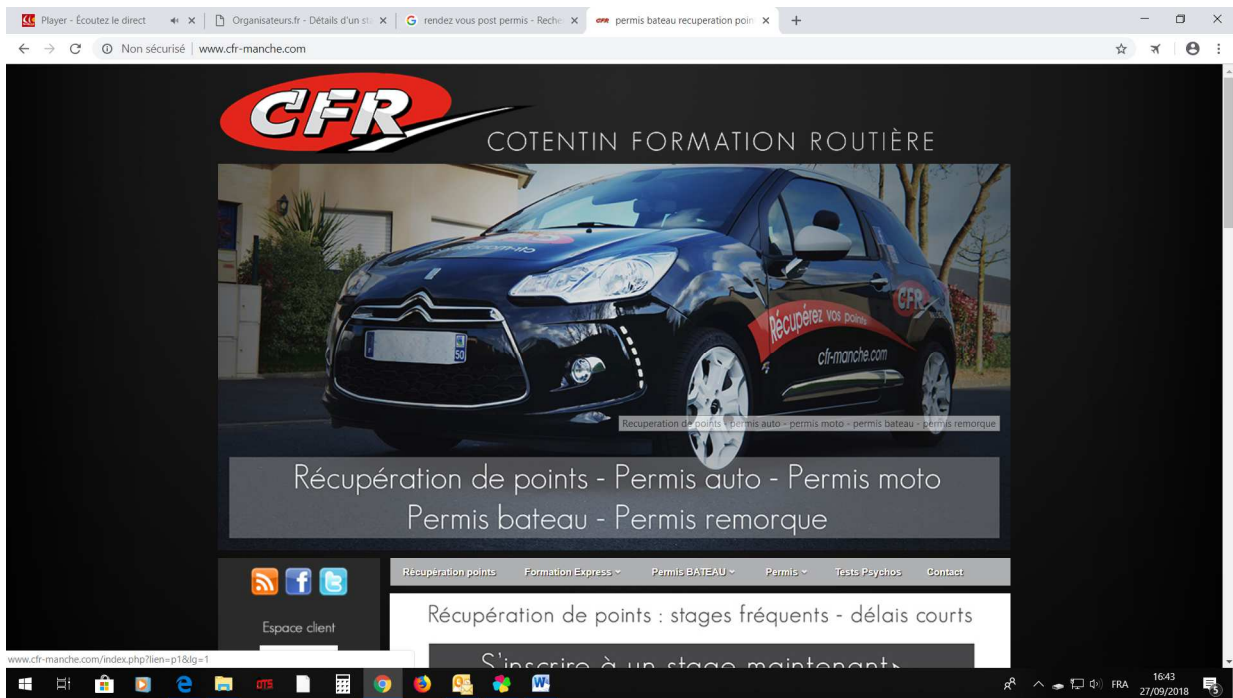 Player - Écoutez le direct
Organisateurs.fr - Détails d'un st
rendez vous post permis - Reche
permis bateau recuperation poin
Non sécurisé
www.cfr-manche.com
CFR
COTENTIN FORMATION ROUTIÈRE
CFR
Récupérez vos points
cfr-manche.com
50
Recuperation de points - permis auto - permis moto - permis bateau - permis remorque
Récupération de points - Permis auto - Permis moto
Permis bateau - Permis remorque
Récupération points Formation Express Permis BATEAU Permis Tests Psychos Contact
Récupération de points : stages fréquents - délais courts
Espace client
S'inscrire à un stage maintenant
www.cfr-manche.com/index.php?lien=p1&lg=1
OTS
FRA
16:43
27/09/2018
5